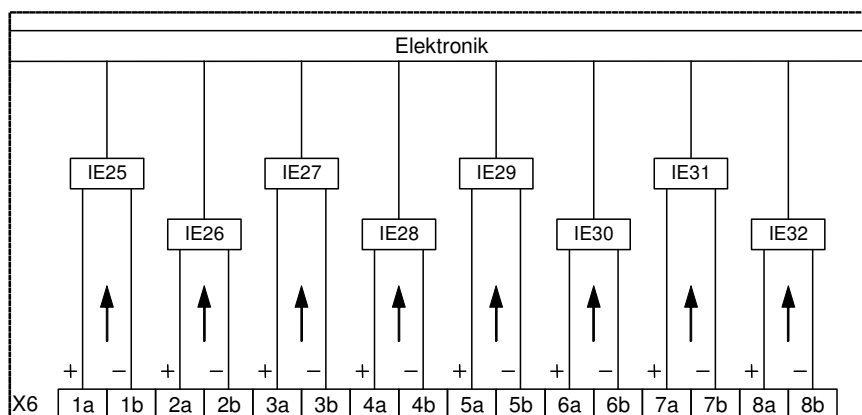 Elektronik
IE25 IE27 IE29 IE31
IE26 IE28 IE30 IE32
+ − + − + − + − + − + − + − + −
X6 1a 1b 2a 2b 3a 3b 4a 4b 5a 5b 6a 6b 7a 7b 8a 8b